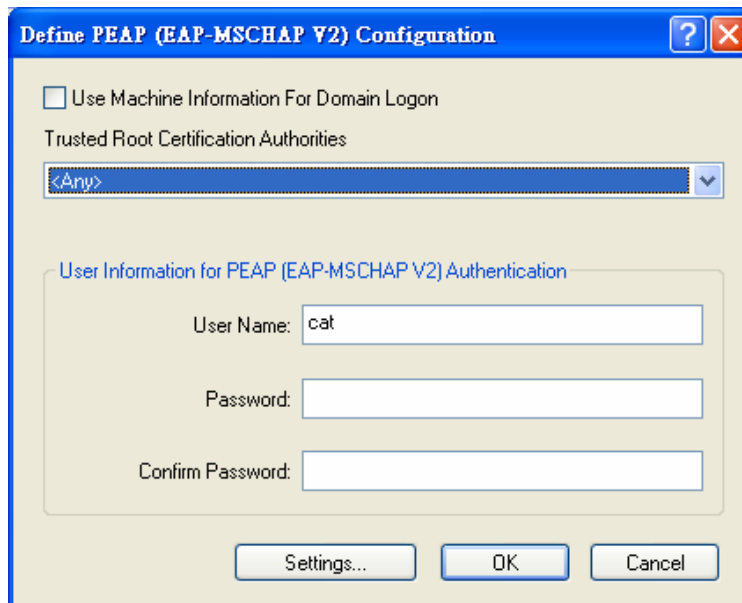 Define PEAP (EAP-MSCHAP V2) Configuration
Use Machine Information For Domain Logon
Trusted Root Certification Authorities
<Any>
User Information for PEAP (EAP-MSCHAP V2) Authentication
User Name: cat
Password:
Confirm Password:
Settings... OK Cancel